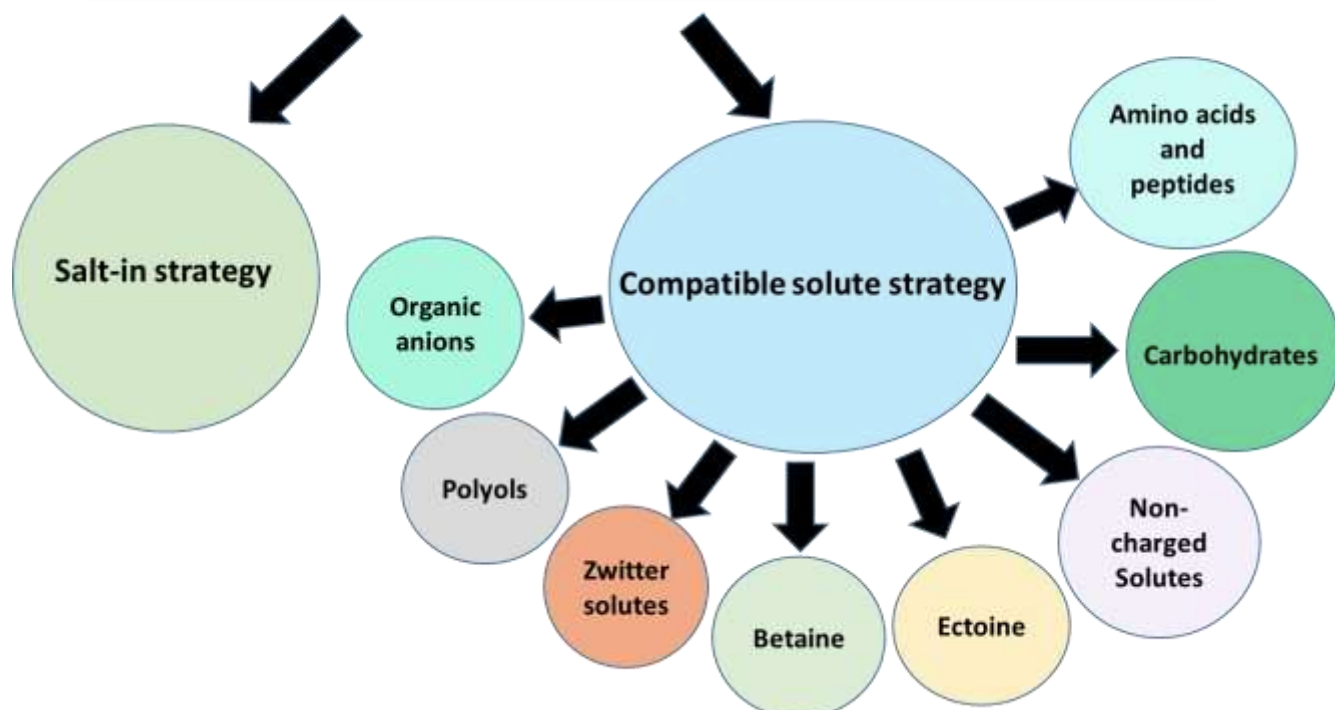 Salt-in strategy
Compatible solute strategy
Amino acids
and
peptides
Carbohydrates
Non-
charged
Solutes
Ectoine
Betaine
Zwitter
solutes
Polyols
Organic
anions